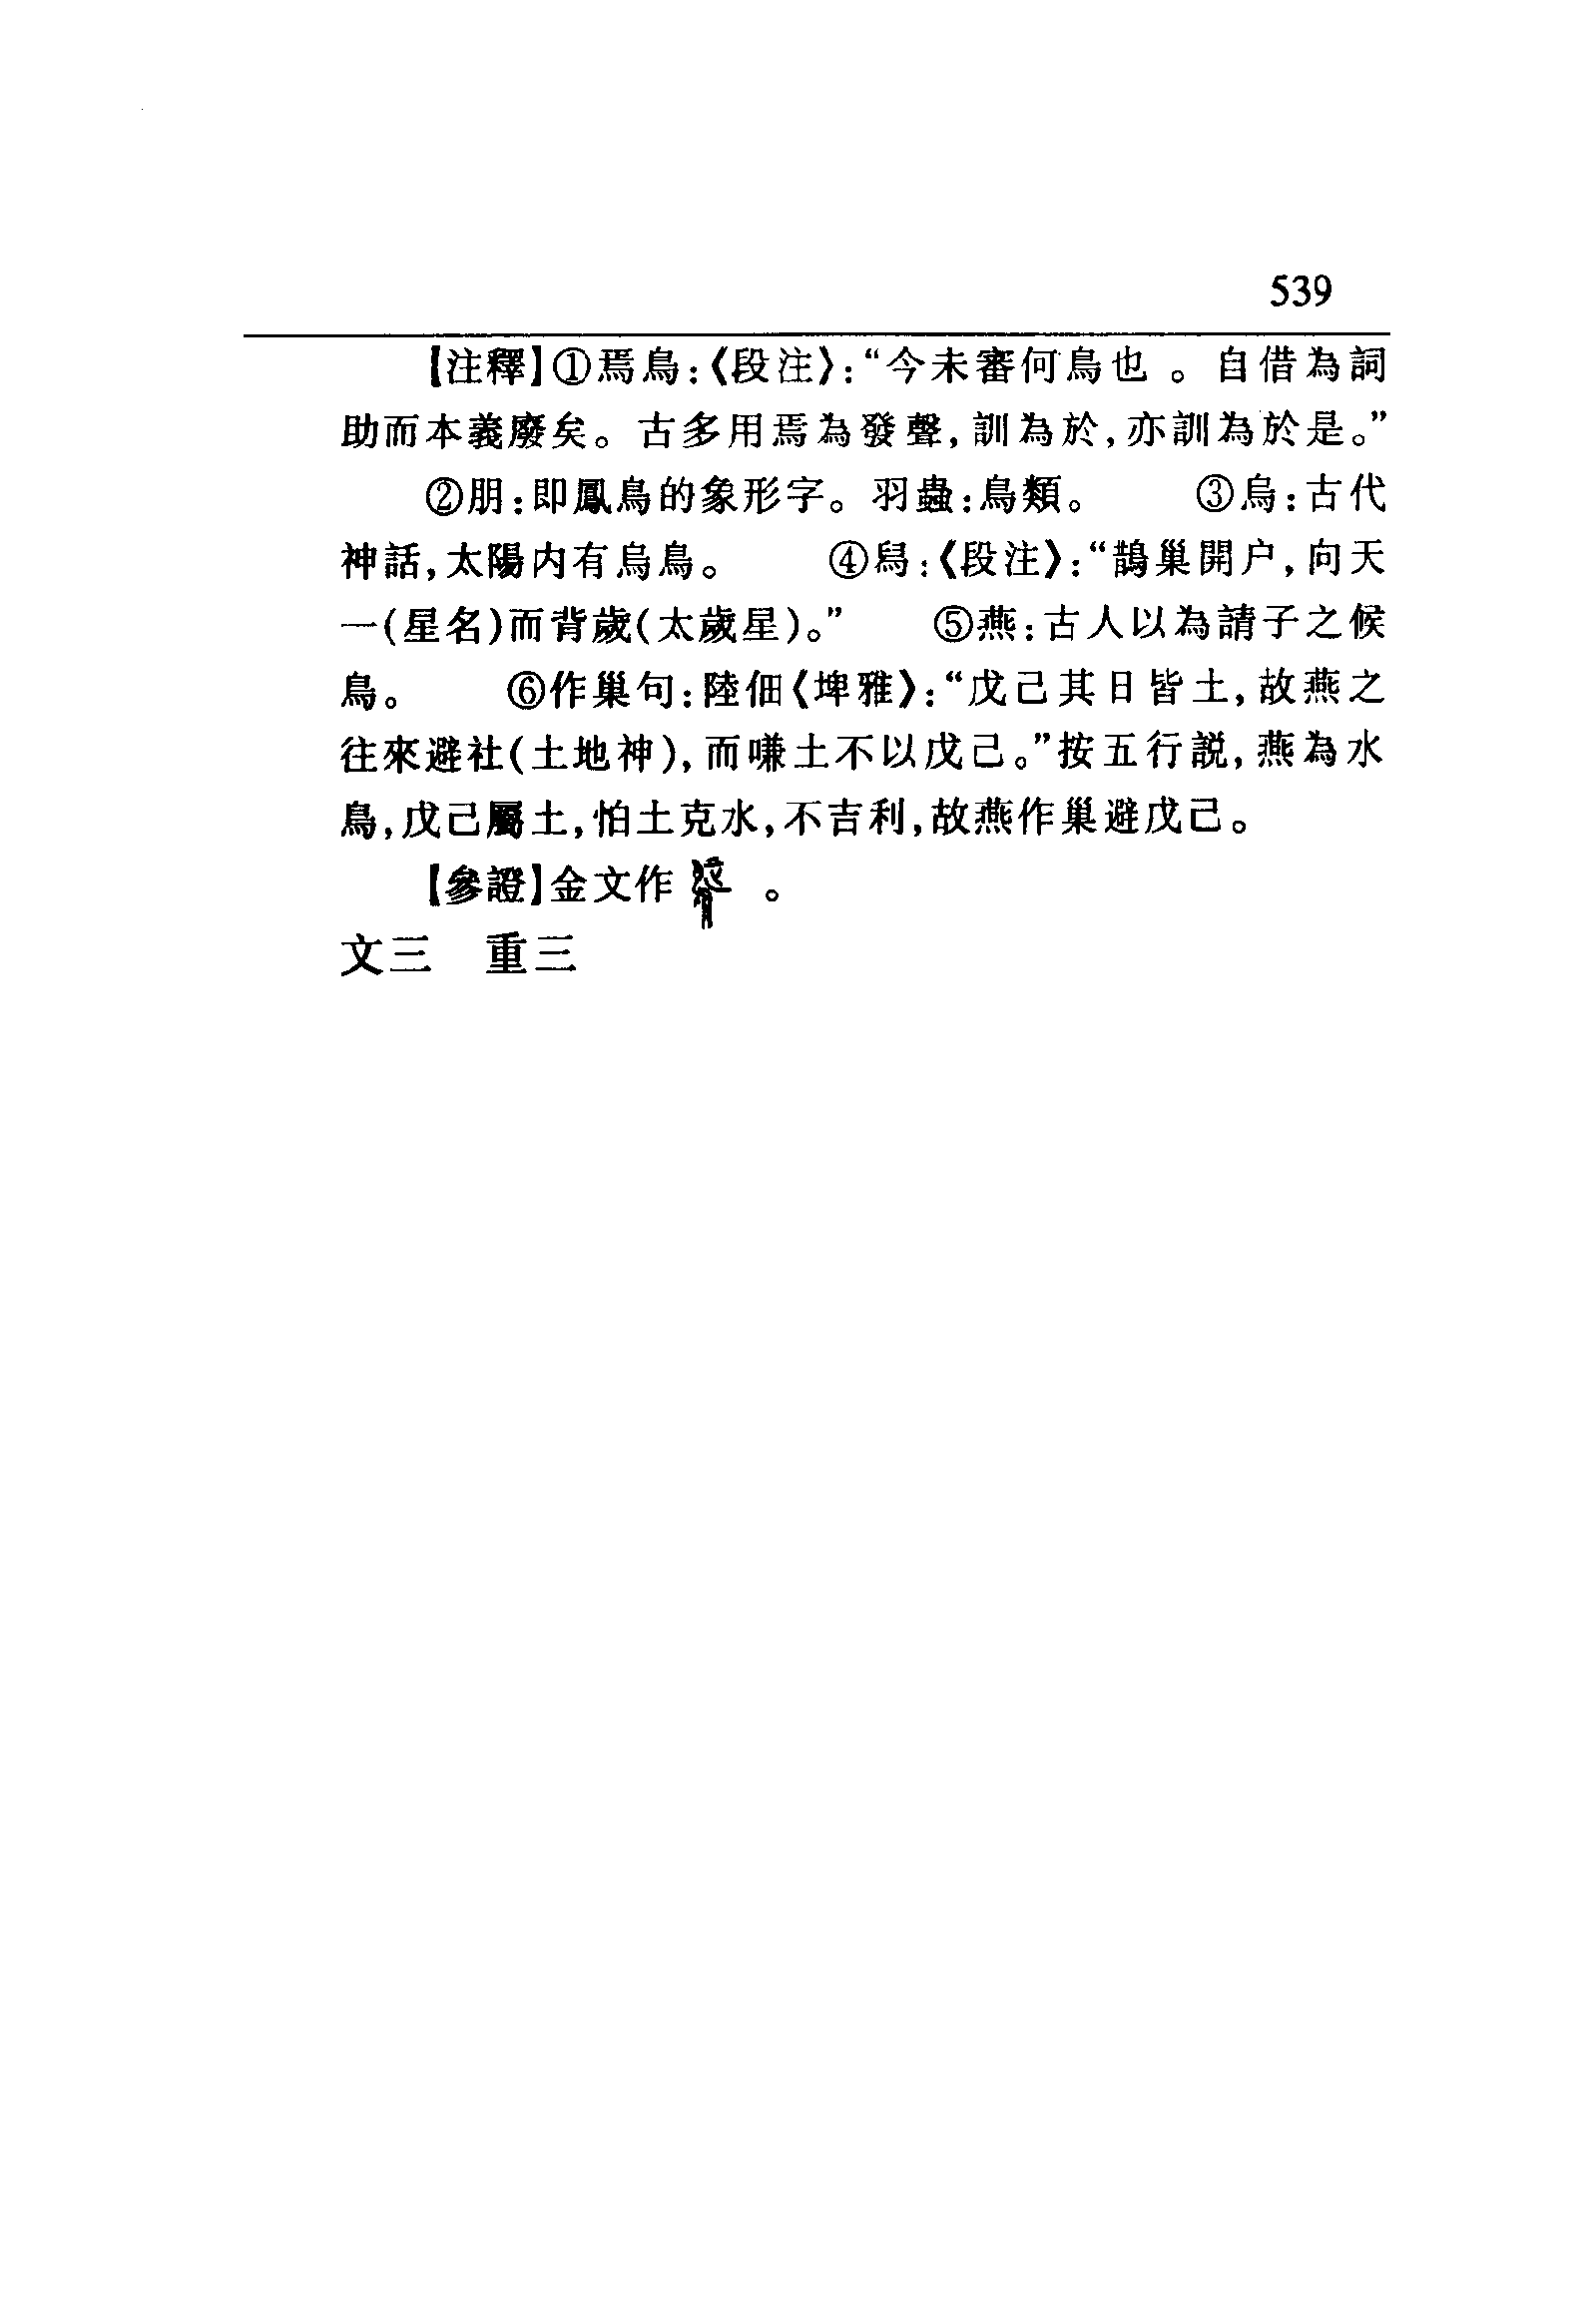 539
【注釋】①焉鳥:《段注》:“今未審何鳥也。自借為詞
助而本義廢矣。古多用焉為發聲,訓為於,亦訓為於是。”
②朋:即鳳鳥的象形字。羽蟲:鳥類。 ③烏:古代
神話,太陽内有烏鳥。 ④舄:《段注》:“鵲巢開户,向天
一(星名)而背歲(太歲星)。” ⑤燕:古人以為請子之候
鳥。 ⑥作巢句:陸佃《埤雅》:“戊己其日皆土,故燕之
往來避社(土地神),而嗛土不以戊己。”按五行説,燕為水
鳥,戊己屬土,怕土克水,不吉利,故燕作巢避戊己。
【參證】金文作 。
文三 重三